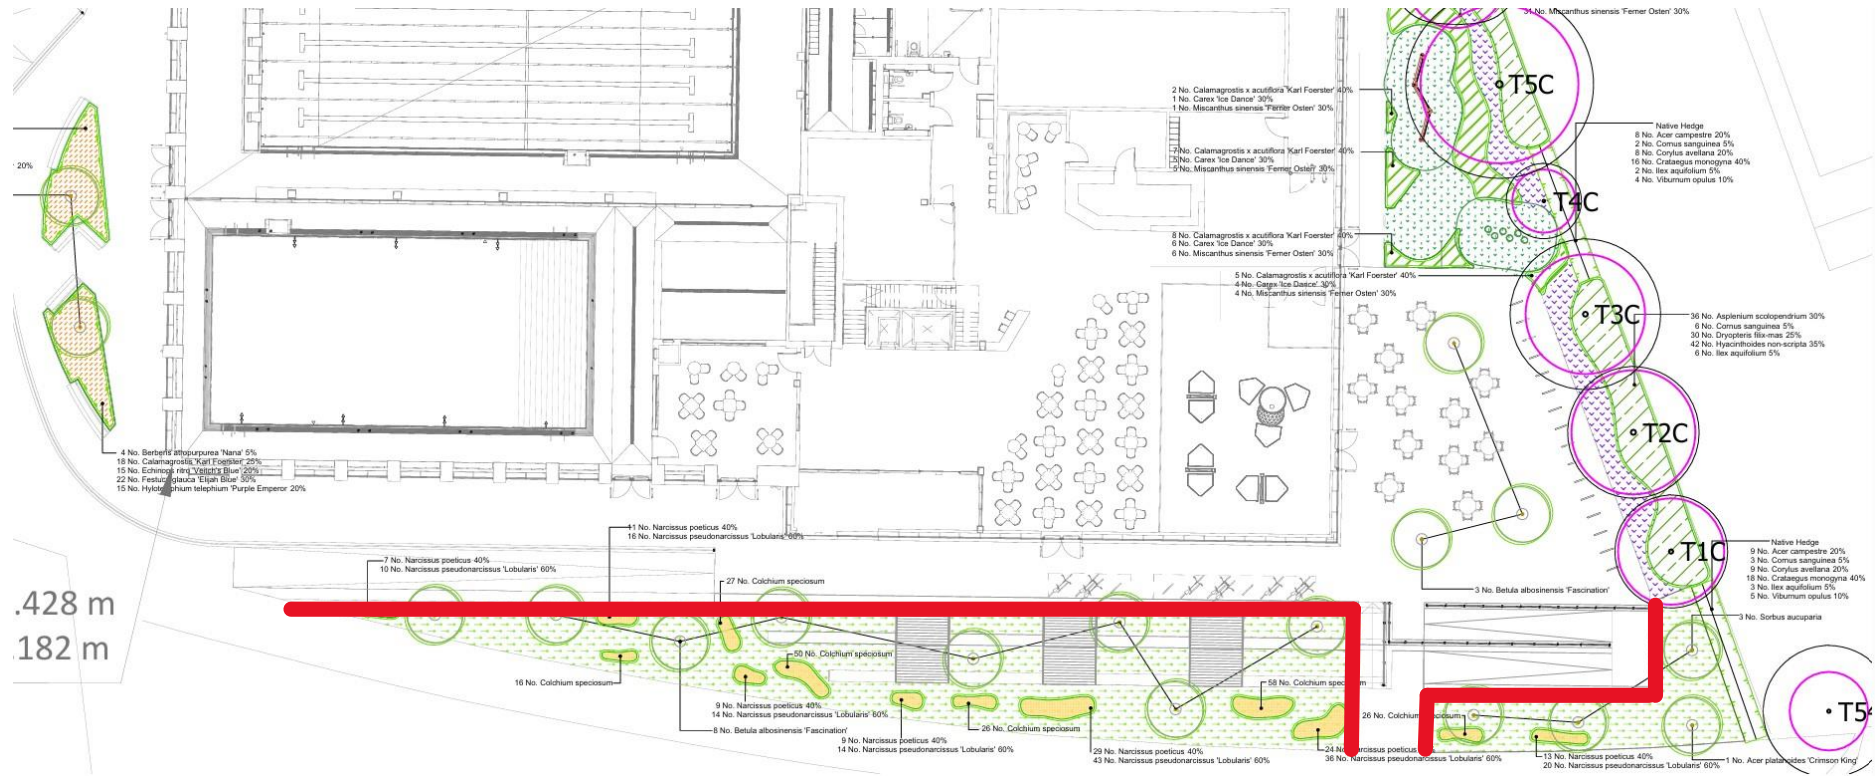 31 No. Miscanthus sinensis 'Ferner Osten' 30%
T5C
2 No. Calamagrostis x acutiflora 'Karl Foerster' 40%
1 No. Carex 'Ice Dance' 30%
1 No. Miscanthus sinensis 'Ferner Osten' 30%
Native Hedge
8 No. Acer campestre 20%
2 No. Cornus sanguinea 5%
8 No. Corylus avellana 20%
16 No. Crataegus monogyna 40%
2 No. Ilex aquifolium 5%
4 No. Viburnum opulus 10%
20%
7 No. Calamagrostis x acutiflora 'Karl Foerster' 40%
5 No. Carex 'Ice Dance' 30%
5 No. Miscanthus sinensis 'Ferner Osten' 30%
T4C
8 No. Calamagrostis x acutiflora 'Karl Foerster' 40%
6 No. Carex 'Ice Dance' 30%
6 No. Miscanthus sinensis 'Ferner Osten' 30%
5 No. Calamagrostis x acutiflora 'Karl Foerster' 40%
4 No. Carex 'Ice Dance' 30%
4 No. Miscanthus sinensis 'Ferner Osten' 30%
T3C
36 No. Asplenium scolopendrium 30%
6 No. Cornus sanguinea 5%
30 No. Dryopteris filix-mas 25%
42 No. Hyacinthoides non-scripta 35%
6 No. Ilex aquifolium 5%
T2C
4 No. Berberis atropurpurea 'Nana' 5%
18 No. Calamagrostis 'Karl Foerster' 25%
15 No. Echinops ritro 'Veitch's Blue' 20%
22 No. Festuca glauca 'Elijah Blue' 30%
15 No. Hylotelephium telephium 'Purple Emperor 20%
11 No. Narcissus poeticus 40%
16 No. Narcissus pseudonarcissus 'Lobularis' 60%
7 No. Narcissus poeticus 40%
10 No. Narcissus pseudonarcissus 'Lobularis' 60%
27 No. Colchium speciosum
T1C
Native Hedge
9 No. Acer campestre 20%
3 No. Cornus sanguinea 5%
9 No. Corylus avellana 20%
18 No. Crataegus monogyna 40%
3 No. Ilex aquifolium 5%
5 No. Viburnum opulus 10%
3 No. Betula albosinensis 'Fascination'
3 No. Sorbus aucuparia
.428 m
.182 m
50 No. Colchium speciosum
16 No. Colchium speciosum
58 No. Colchium speciosum
9 No. Narcissus poeticus 40%
14 No. Narcissus pseudonarcissus 'Lobularis' 60%
8 No. Betula albosinensis 'Fascination'
26 No. Colchium speciosum
26 No. Colchium speciosum
9 No. Narcissus poeticus 40%
14 No. Narcissus pseudonarcissus 'Lobularis' 60%
29 No. Narcissus poeticus 40%
43 No. Narcissus pseudonarcissus 'Lobularis' 60%
24 No. Narcissus poeticus
36 No. Narcissus pseudonarcissus 'Lobularis' 60%
13 No. Narcissus poeticus 40%
20 No. Narcissus pseudonarcissus 'Lobularis' 60%
1 No. Acer platanoides 'Crimson King'
T54